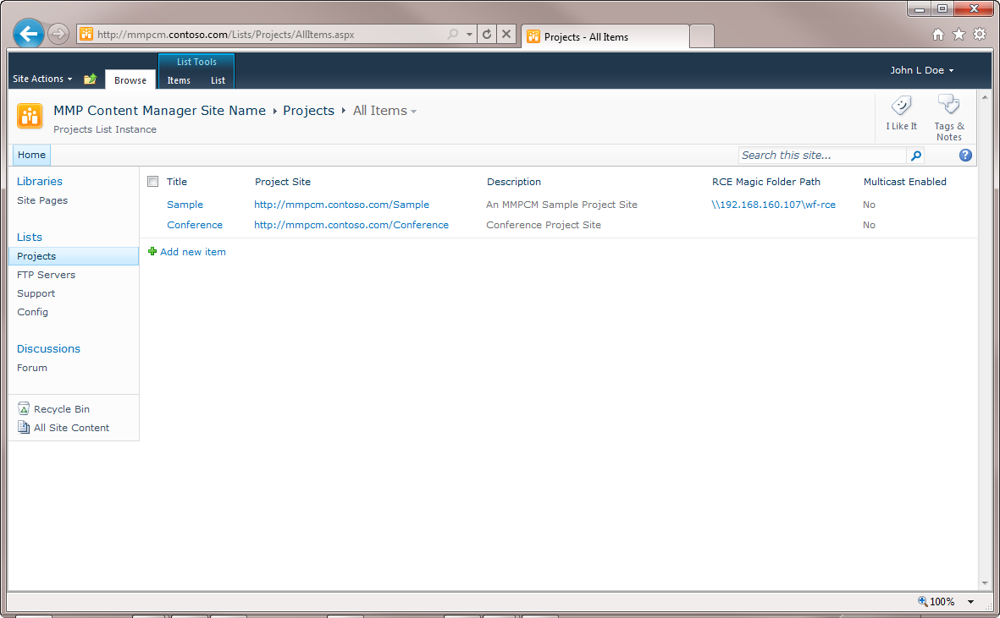 http://mmpcm.contoso.com/Lists/Projects/AllItems.aspx
Projects - All Items
List Tools
Site Actions
Browse
Items
List
John L Doe
MMP Content Manager Site Name
Projects
All Items
Projects List Instance
I Like It
Tags &
Notes
Home
Search this site...
Libraries
Site Pages
Lists
Projects
FTP Servers
Support
Config
Discussions
Forum
Recycle Bin
All Site Content
Title Project Site Description RCE Magic Folder Path Multicast Enabled
Sample http://mmpcm.contoso.com/Sample An MMPCM Sample Project Site \\192.168.160.107\wf-rce No
Conference http://mmpcm.contoso.com/Conference Conference Project Site No
Add new item
100%